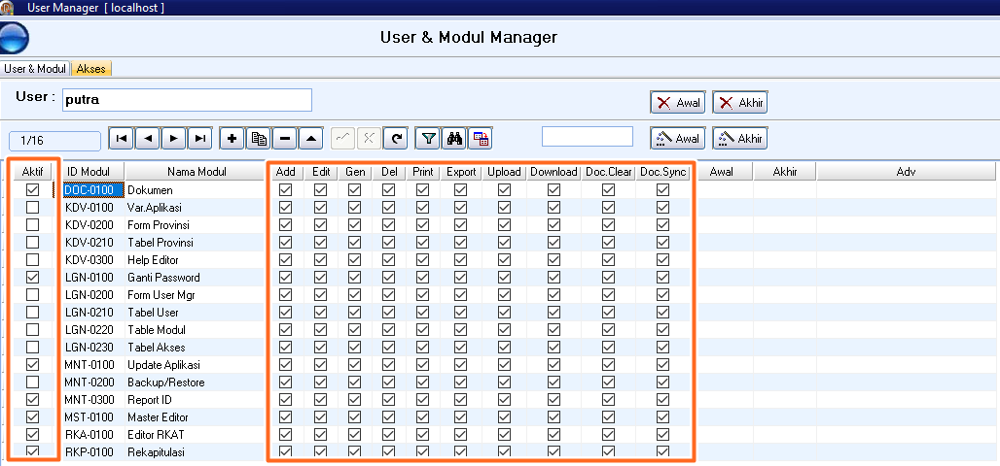 User Manager [ localhost ]
User & Modul Manager
User & Modul Akses
User : putra Awal Akhir
1/16 Awal Akhir
Aktif ID Modul Nama Modul Add Edit Gen Del Print Export Upload Download Doc.Clear Doc.Sync Awal Akhir Adv
DOC-0100 Dokumen
KDV-0100 Var.Aplikasi
KDV-0200 Form Provinsi
KDV-0210 Tabel Provinsi
KDV-0300 Help Editor
LGN-0100 Ganti Password
LGN-0200 Form User Mgr
LGN-0210 Tabel User
LGN-0220 Table Modul
LGN-0230 Tabel Akses
MNT-0100 Update Aplikasi
MNT-0200 Backup/Restore
MNT-0300 Report ID
MST-0100 Master Editor
RKA-0100 Editor RKAT
RKP-0100 Rekapitulasi